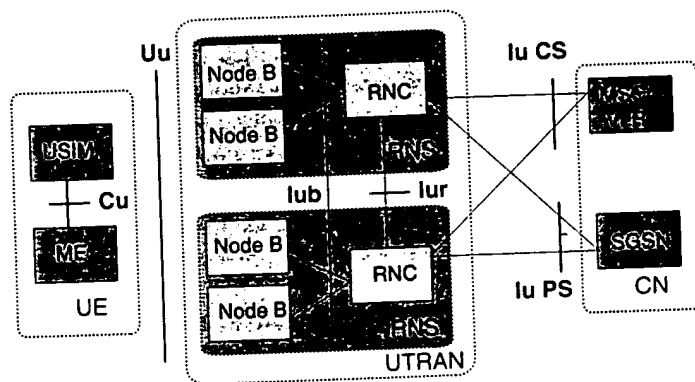 Uu
Iu CS
Node B
Node B
RNC
RNS
USIM
Cu
ME
UE
Iub
Iur
Node B
Node B
RNC
RNS
UTRAN
SGSN
Iu PS
CN